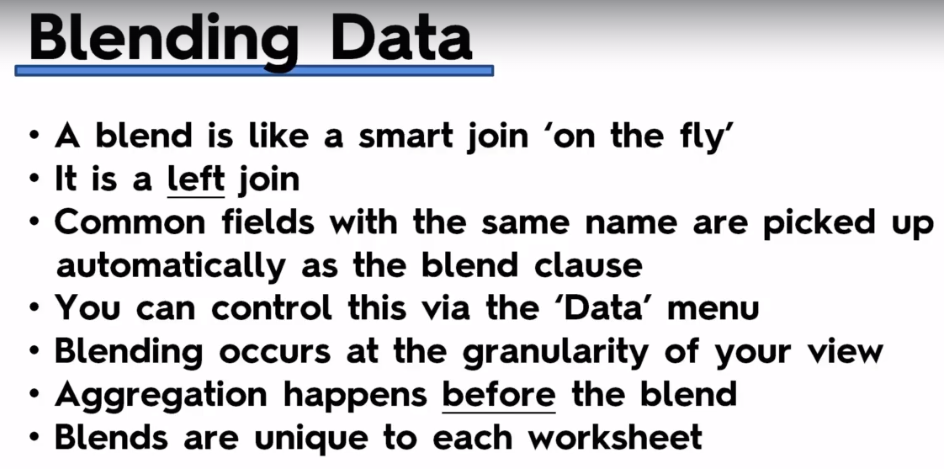 Blending Data
• A blend is like a smart join ‘on the fly’
• It is a left join
• Common fields with the same name are picked up
automatically as the blend clause
• You can control this via the ‘Data’ menu
• Blending occurs at the granularity of your view
• Aggregation happens before the blend
• Blends are unique to each worksheet